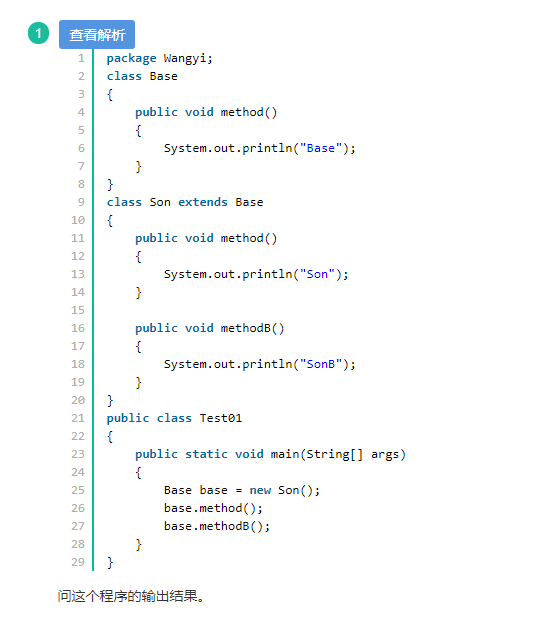 1 查看解析
1 package Wangyi;
2 class Base
3 {
4     public void method()
5     {
6         System.out.println("Base");
7     }
8 }
9 class Son extends Base
10 {
11     public void method()
12     {
13         System.out.println("Son");
14     }
15
16     public void methodB()
17     {
18         System.out.println("SonB");
19     }
20 }
21 public class Test01
22 {
23     public static void main(String[] args)
24     {
25         Base base = new Son();
26         base.method();
27         base.methodB();
28     }
29 }
问这个程序的输出结果。